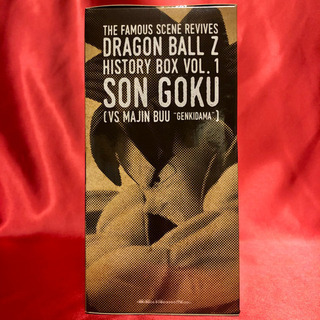 THE FAMOUS SCENE REVIVES
DRAGON BALL Z
HISTORY BOX VOL.1
SON GOKU
(VS MAJIN BUU "GENKIDAMA")